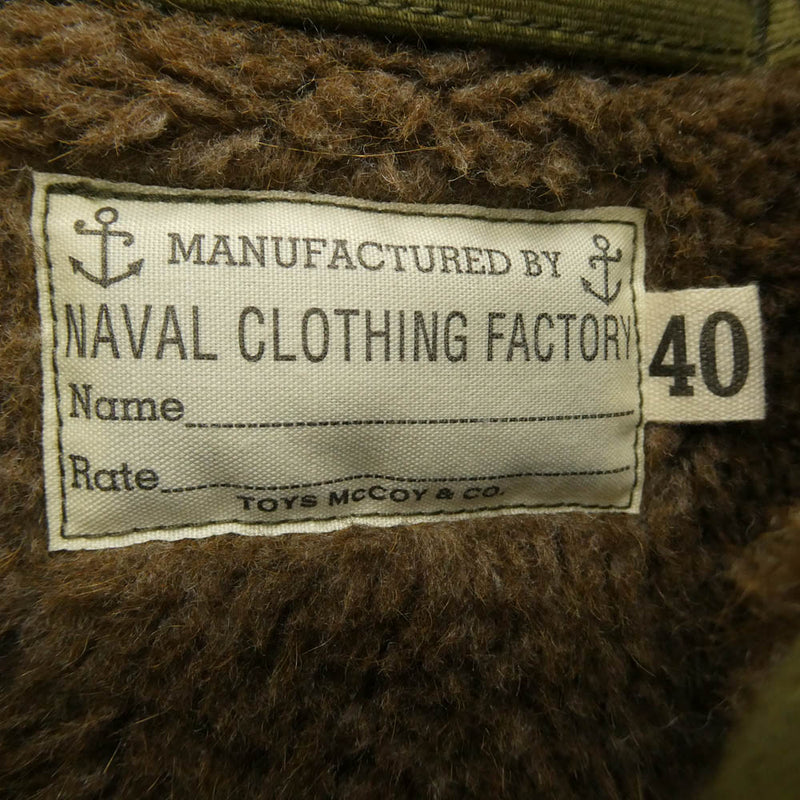 MANUFACTURED BY
NAVAL CLOTHING FACTORY
40
Name
Rate
TOYS McCOY & CO.